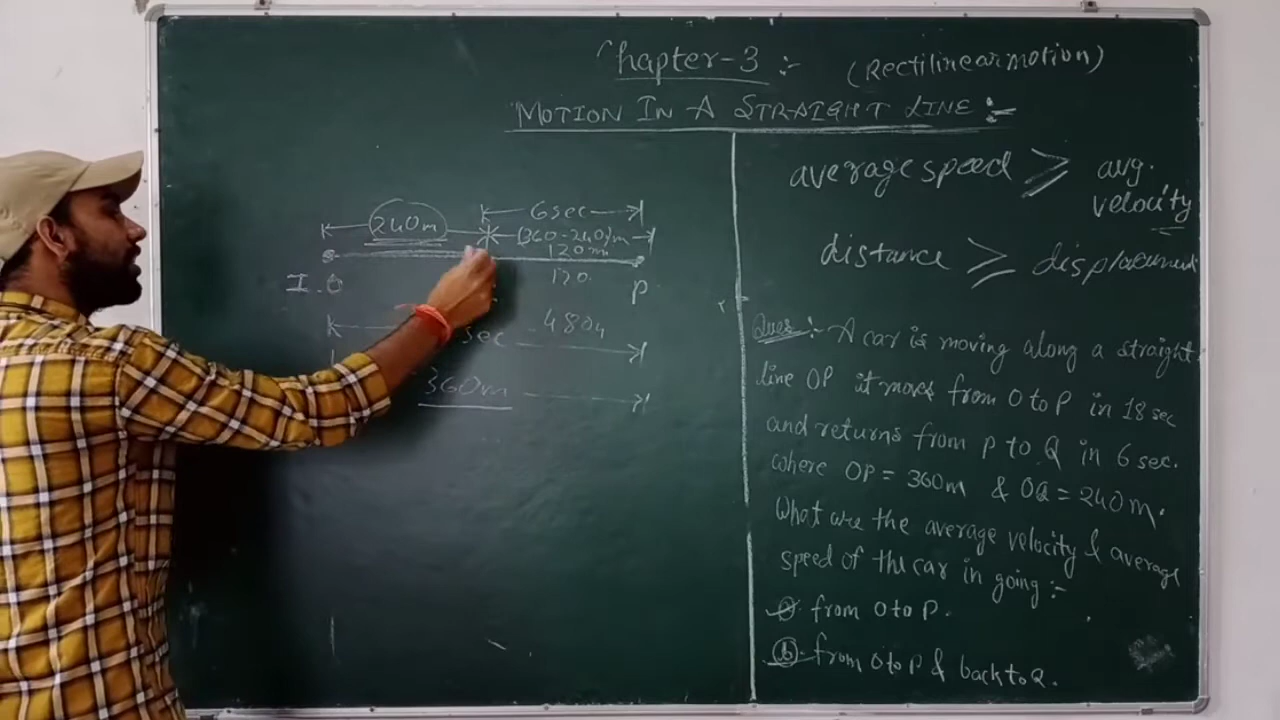 Chapter-3 :-
(Rectilinear motion)
MOTION IN A STRAIGHT LINE :-
6sec
240m
(360-240)m
120m
I. O
120
P
sec
480
360m
average speed ≥ avg.
velocity
distance ≥ displacement
Ques :- A car is moving along a straight
line OP it moves from O to P in 18 sec
and returns from P to Q in 6 sec.
where OP = 360m & OQ = 240m.
What are the average velocity & average
speed of the car in going :-
from O to P.
(b) from O to P & back to Q.